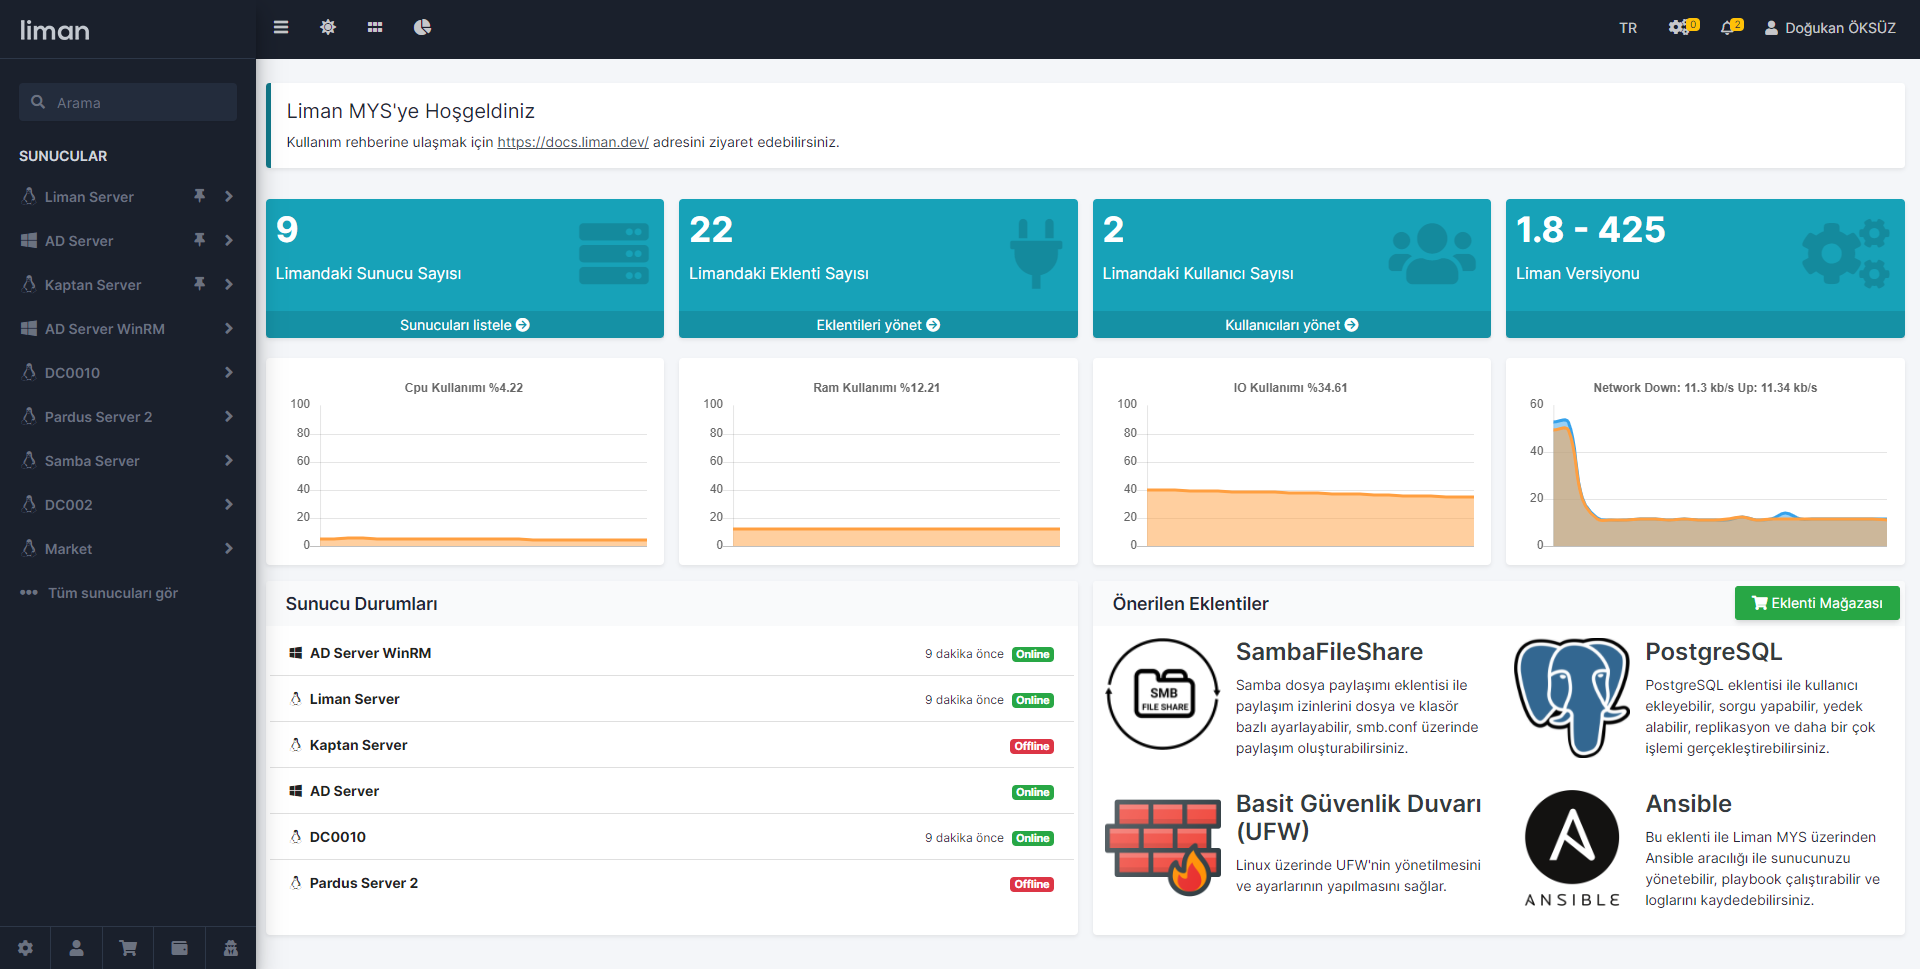 liman
TR
0
2
Doğukan ÖKSÜZ
Arama
SUNUCULAR
Liman Server
AD Server
Kaptan Server
AD Server WinRM
DC0010
Pardus Server 2
Samba Server
DC002
Market
Tüm sunucuları gör
Liman MYS'ye Hoşgeldiniz
Kullanım rehberine ulaşmak için https://docs.liman.dev/ adresini ziyaret edebilirsiniz.
9
Limandaki Sunucu Sayısı
Sunucuları listele
22
Limandaki Eklenti Sayısı
Eklentileri yönet
2
Limandaki Kullanıcı Sayısı
Kullanıcıları yönet
1.8 - 425
Liman Versiyonu
Cpu Kullanımı %4.22
100
80
60
40
20
0
Ram Kullanımı %12.21
100
80
60
40
20
0
IO Kullanımı %34.61
100
80
60
40
20
0
Network Down: 11.3 kb/s Up: 11.34 kb/s
60
40
20
0
Sunucu Durumları
AD Server WinRM 9 dakika önce Online
Liman Server 9 dakika önce Online
Kaptan Server Offline
AD Server Online
DC0010 9 dakika önce Online
Pardus Server 2 Offline
Önerilen Eklentiler
Eklenti Mağazası
SMB
FILE SHARE
SambaFileShare
Samba dosya paylaşımı eklentisi ile
paylaşım izinlerini dosya ve klasör
bazlı ayarlayabilir, smb.conf üzerinde
paylaşım oluşturabilirsiniz.
PostgreSQL
PostgreSQL eklentisi ile kullanıcı
ekleyebilir, sorgu yapabilir, yedek
alabilir, replikasyon ve daha bir çok
işlemi gerçekleştirebilirsiniz.
Basit Güvenlik Duvarı
(UFW)
Linux üzerinde UFW'nin yönetilmesini
ve ayarlarının yapılmasını sağlar.
ANSIBLE
Ansible
Bu eklenti ile Liman MYS üzerinden
Ansible aracılığı ile sunucunuzu
yönetebilir, playbook çalıştırabilir ve
loglarını kaydedebilirsiniz.